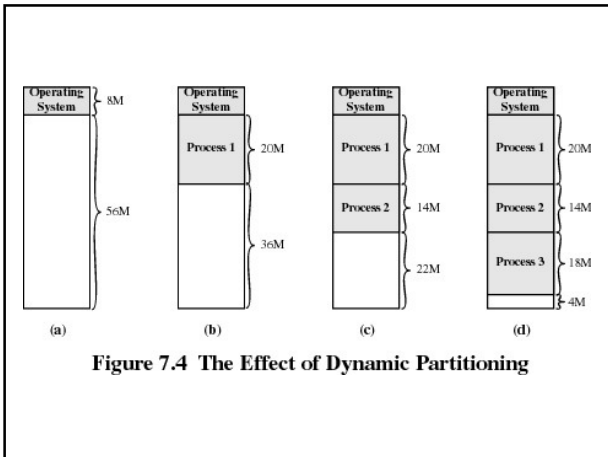 Operating
System
8M
56M
(a)
Operating
System
Process 1
20M
36M
(b)
Operating
System
Process 1
20M
Process 2
14M
22M
(c)
Operating
System
Process 1
20M
Process 2
14M
Process 3
18M
4M
(d)
Figure 7.4 The Effect of Dynamic Partitioning